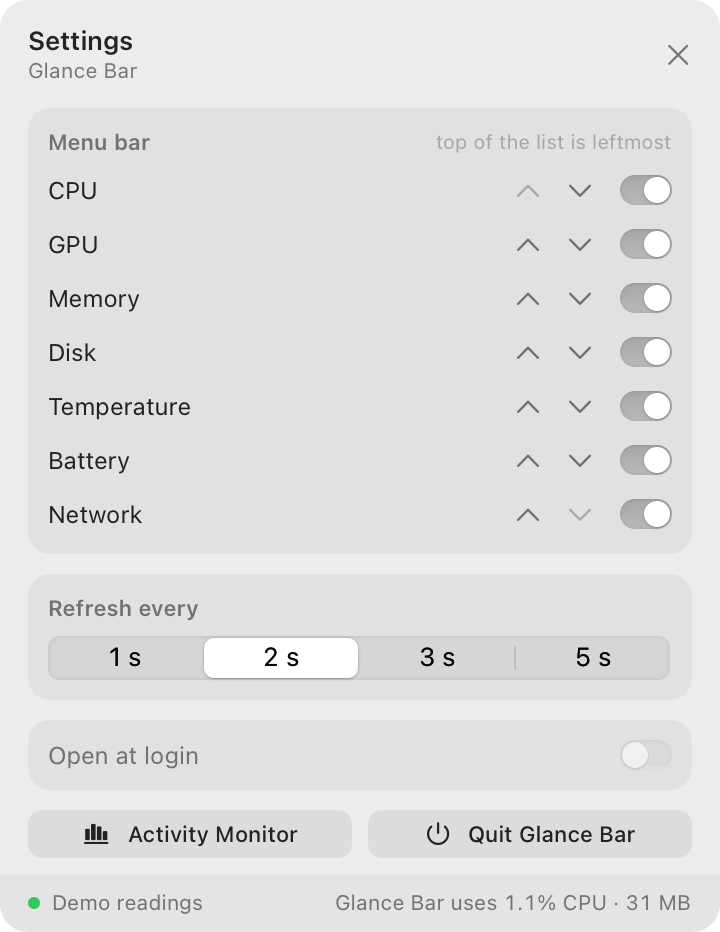 Settings
Glance Bar
Menu bar top of the list is leftmost
CPU
GPU
Memory
Disk
Temperature
Battery
Network
Refresh every
1 s 2 s 3 s 5 s
Open at login
Activity Monitor Quit Glance Bar
Demo readings Glance Bar uses 1.1% CPU · 31 MB